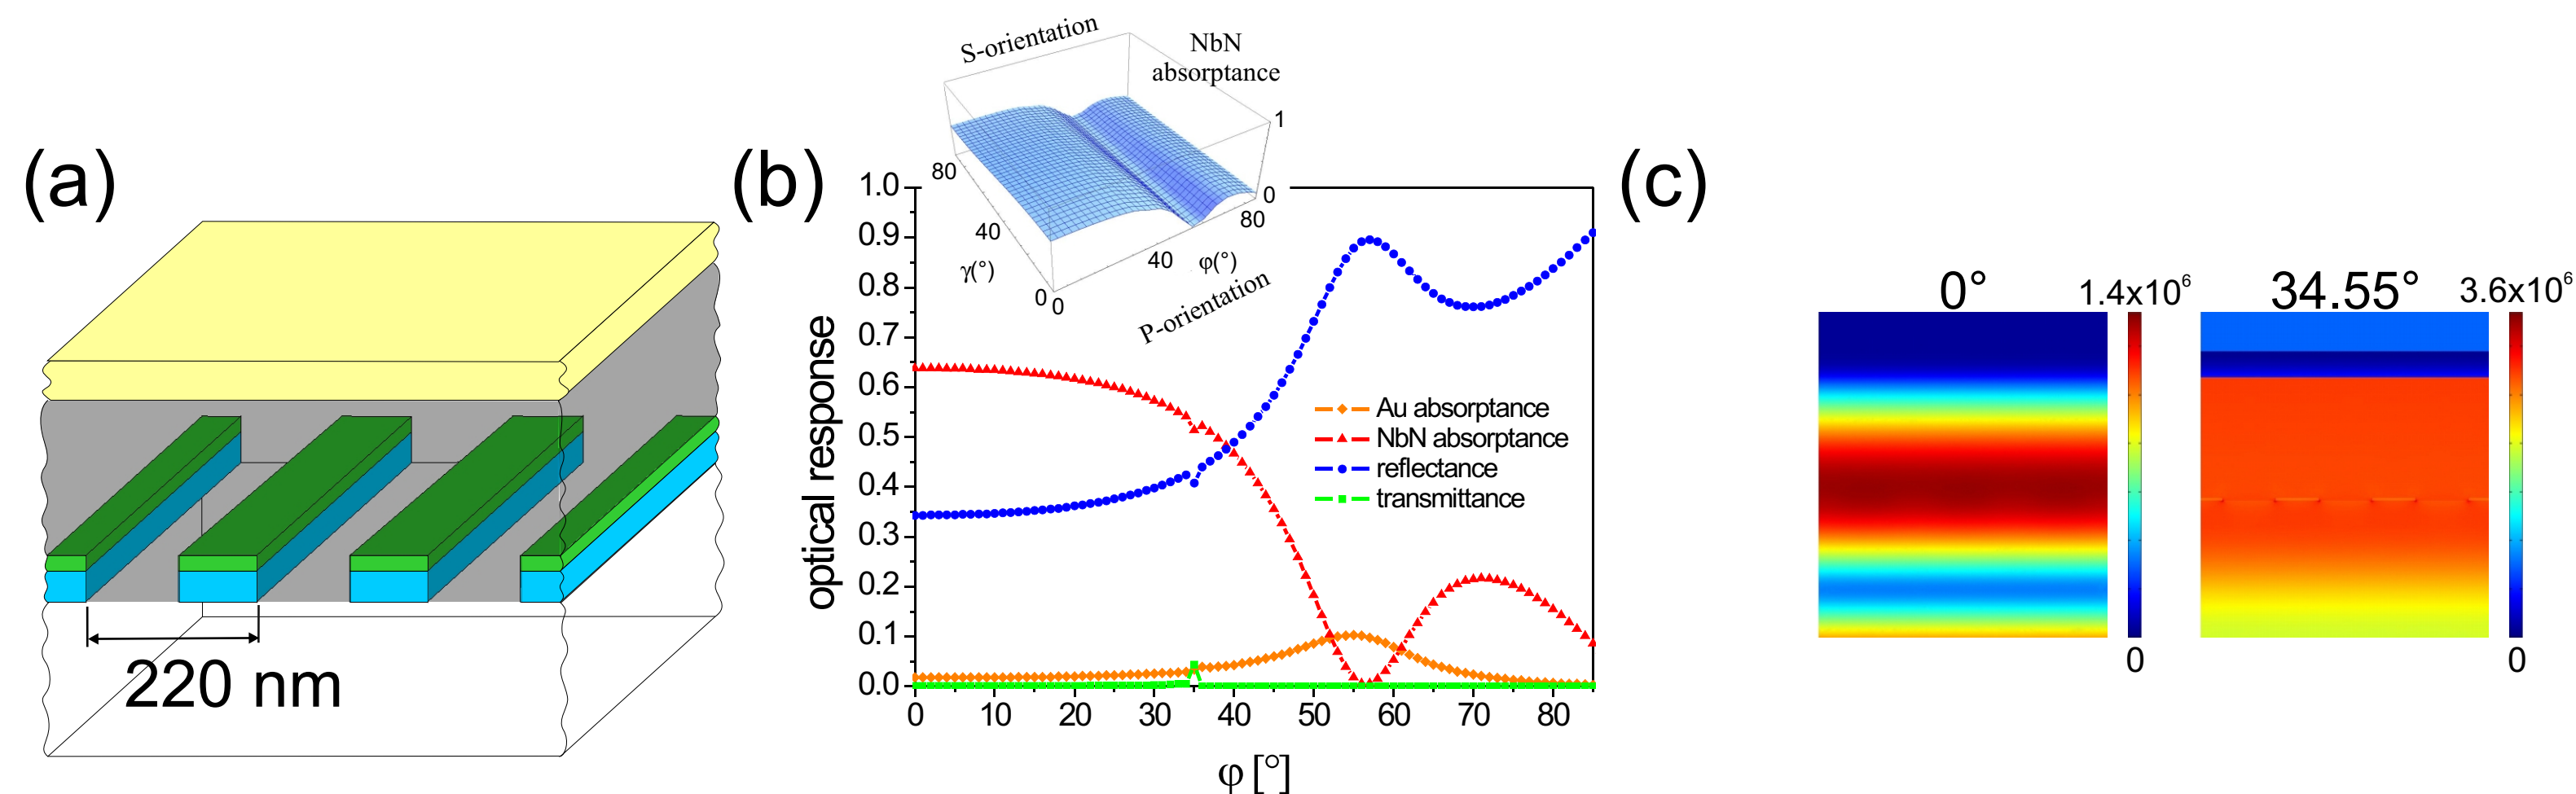 (a)
220 nm
(b)
S-orientation
NbN
absorptance
1
0
80
40
φ(°)
P-orientation
80
40
γ(°)
0
0
1.0
0.9
0.8
0.7
0.6
0.5
0.4
0.3
0.2
0.1
0.0
optical response
Au absorptance
NbN absorptance
reflectance
transmittance
0 10 20 30 40 50 60 70 80
φ [°]
(c)
0°
1.4x10⁶
0
34.55°
3.6x10⁶
0